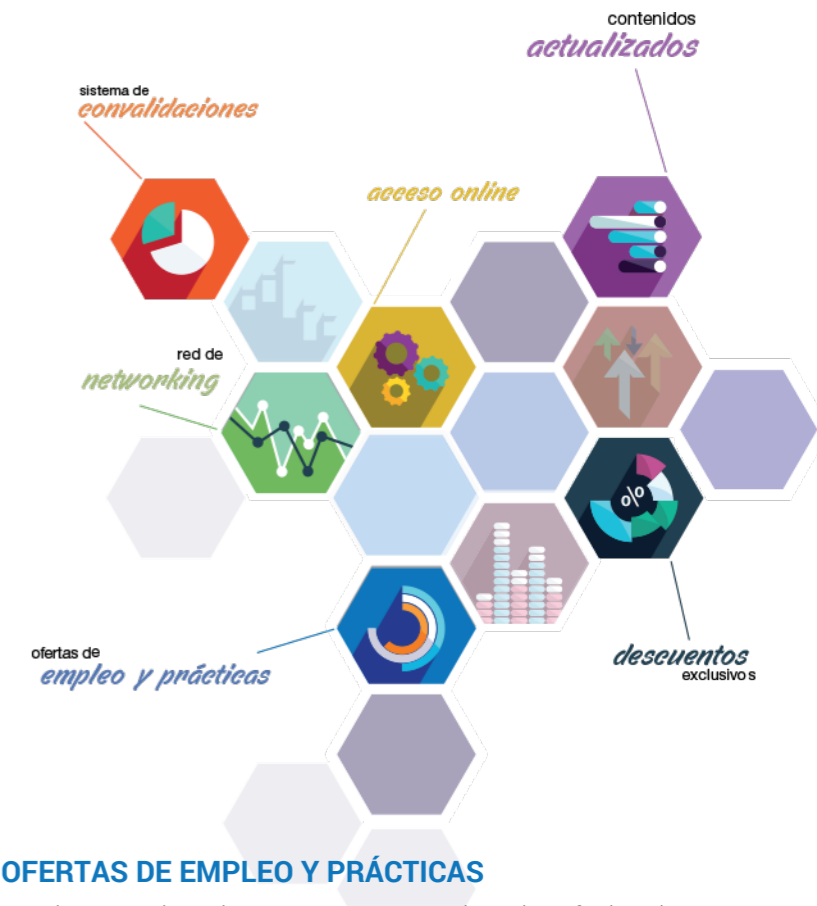 contenidos
actualizados
sistema de
convalidaciones
acceso online
red de
networking
%
ofertas de
empleo y prácticas
descuentos
exclusivos
OFERTAS DE EMPLEO Y PRÁCTICAS